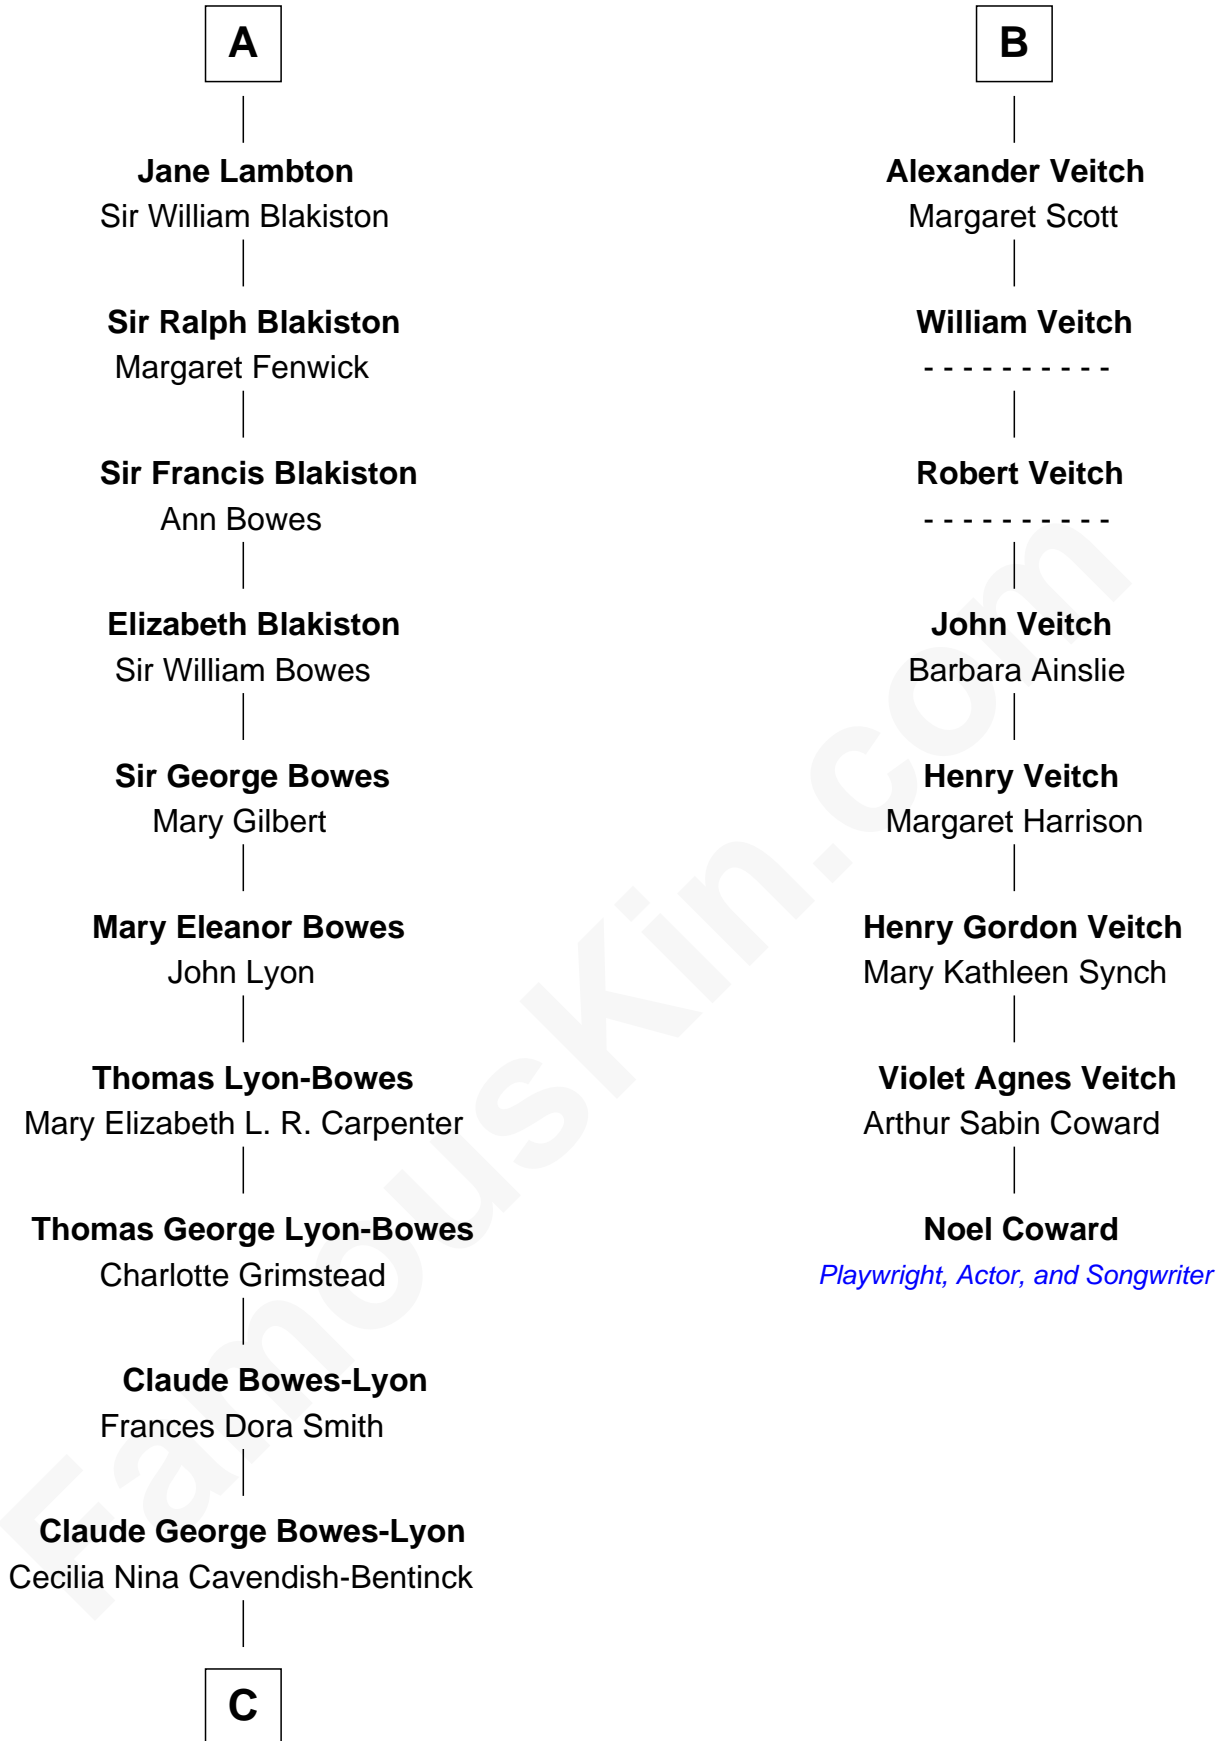 A
Jane Lambton
Sir William Blakiston
Sir Ralph Blakiston
Margaret Fenwick
Sir Francis Blakiston
Ann Bowes
Elizabeth Blakiston
Sir William Bowes
Sir George Bowes
Mary Gilbert
Mary Eleanor Bowes
John Lyon
Thomas Lyon-Bowes
Mary Elizabeth L. R. Carpenter
Thomas George Lyon-Bowes
Charlotte Grimstead
Claude Bowes-Lyon
Frances Dora Smith
Claude George Bowes-Lyon
Cecilia Nina Cavendish-Bentinck
C
B
Alexander Veitch
Margaret Scott
William Veitch
- - - - - - - - - -
Robert Veitch
- - - - - - - - - -
John Veitch
Barbara Ainslie
Henry Veitch
Margaret Harrison
Henry Gordon Veitch
Mary Kathleen Synch
Violet Agnes Veitch
Arthur Sabin Coward
Noel Coward
Playwright, Actor, and Songwriter
FamousKin.com